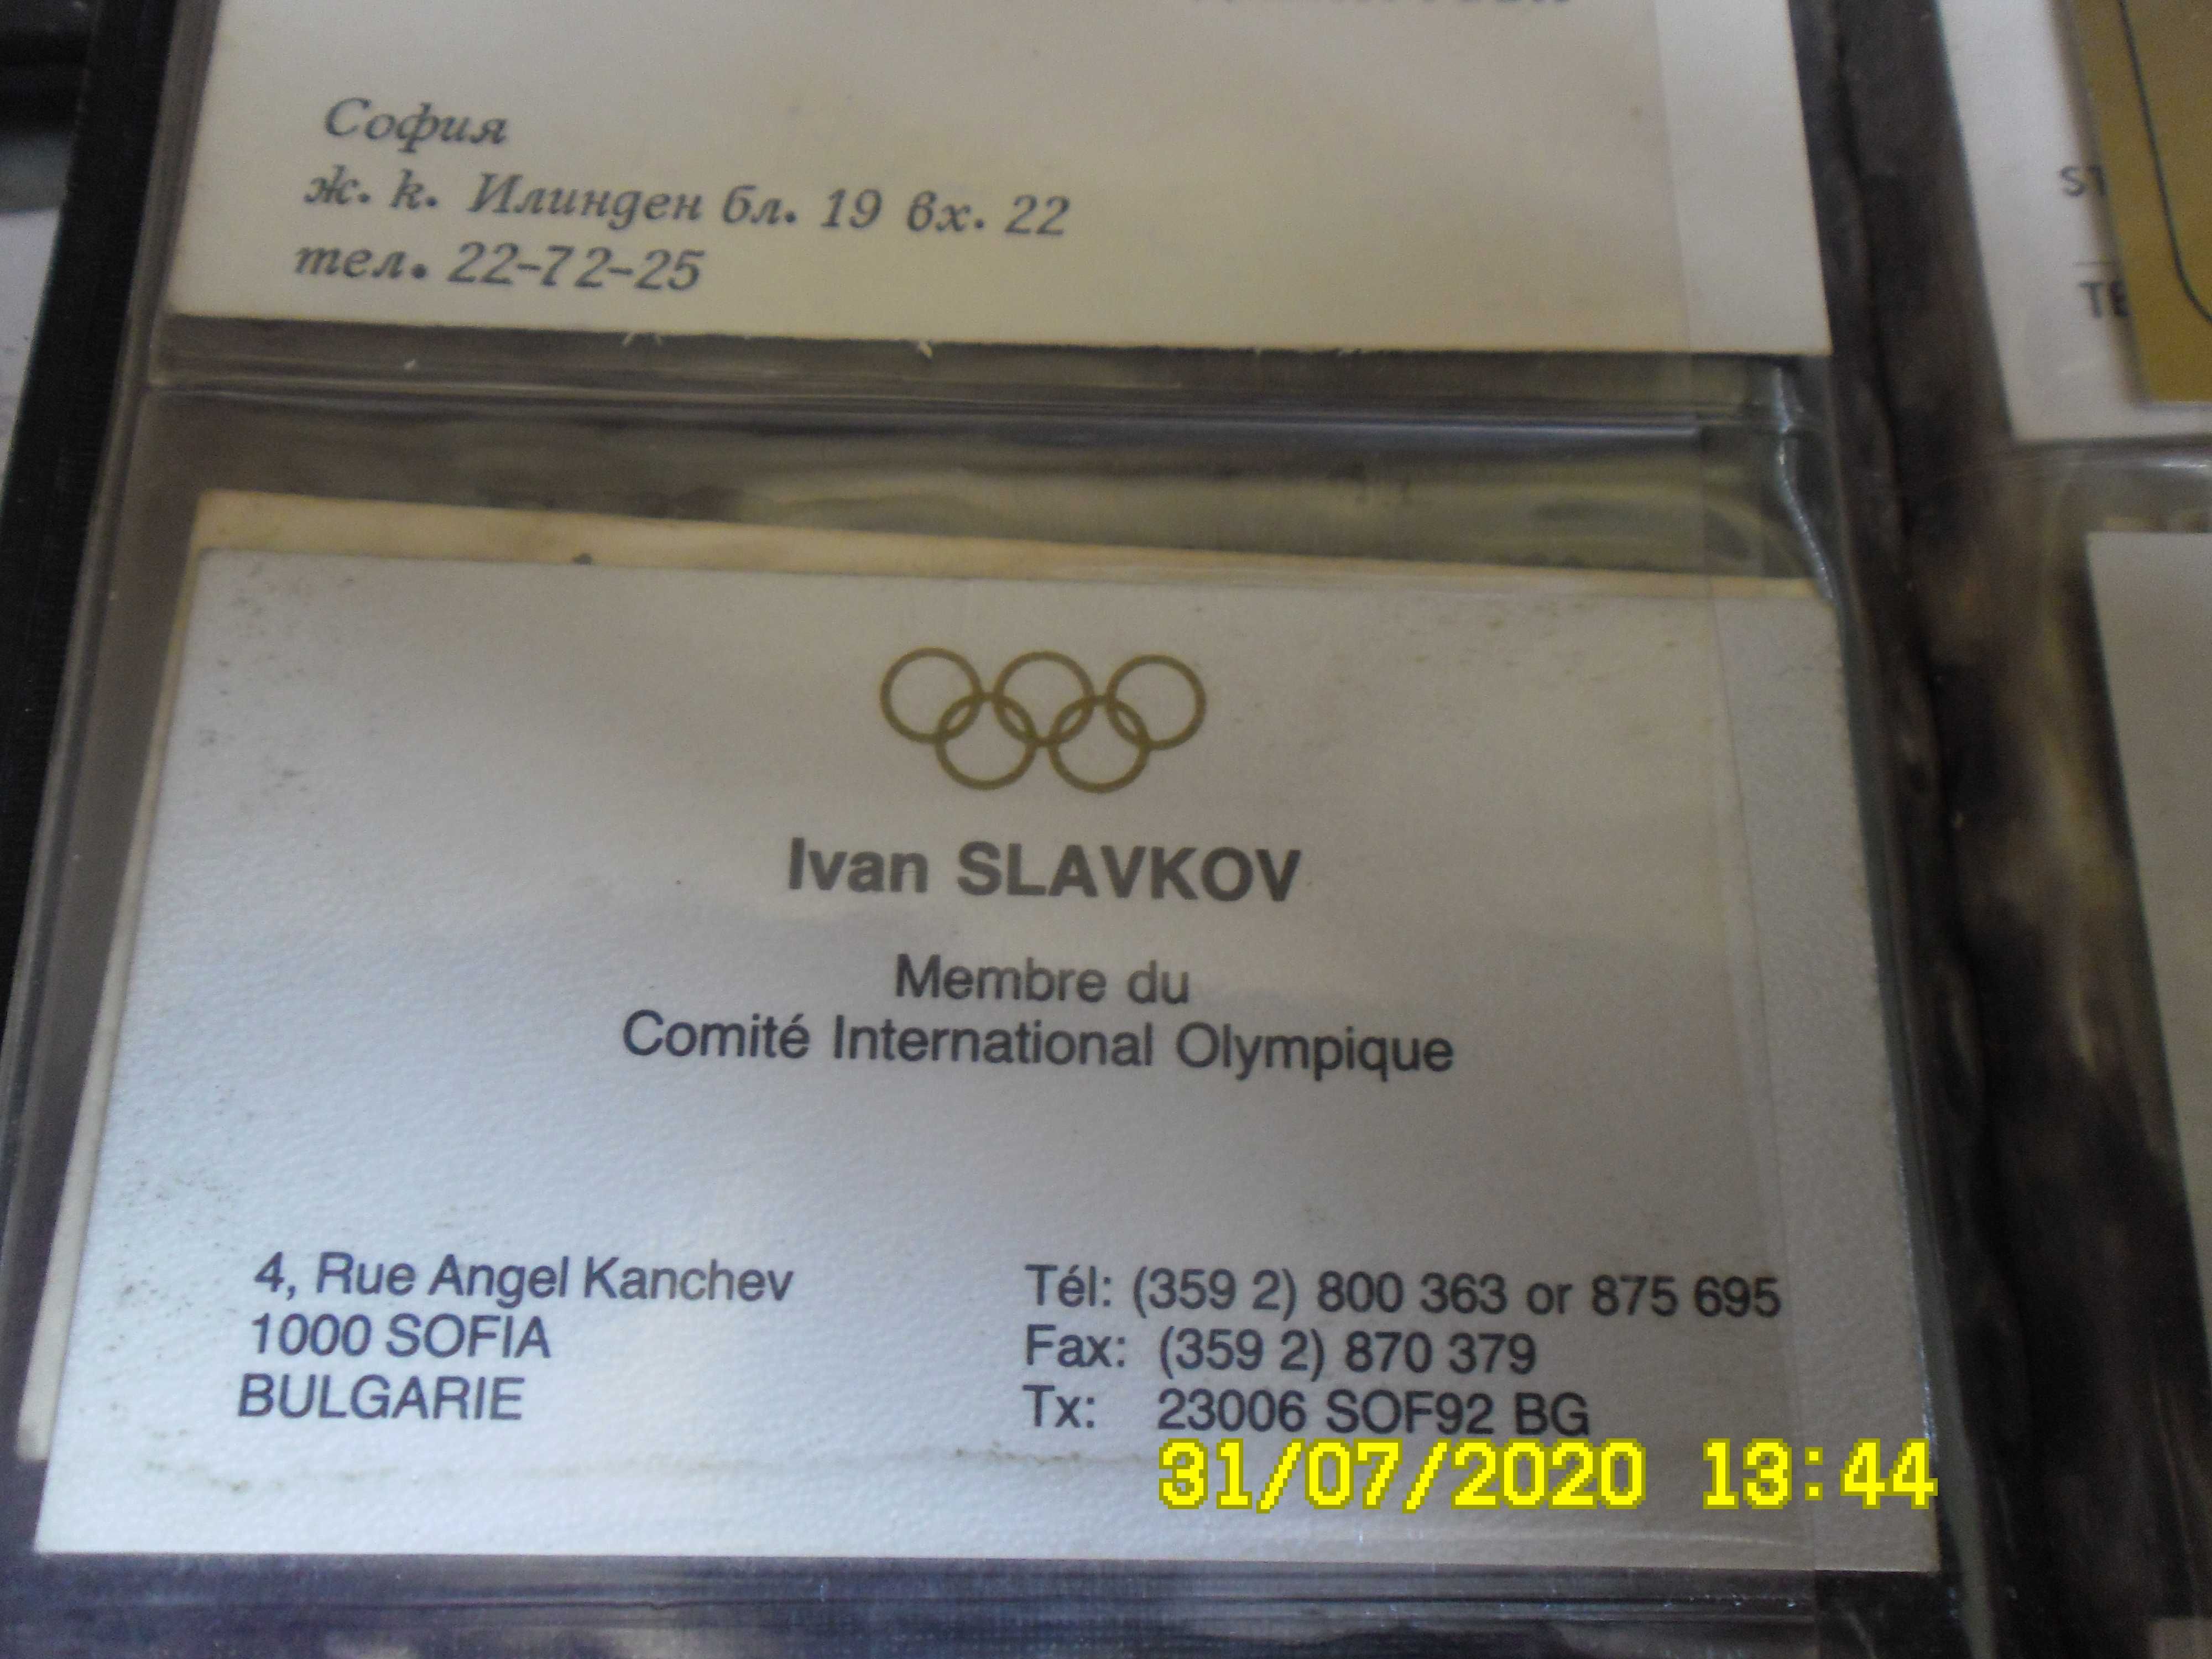 София
ж. к. Илинден бл. 19 вх. 22
тел. 22-72-25
Ivan SLAVKOV
Membre du
Comité International Olympique
4, Rue Angel Kanchev
1000 SOFIA
BULGARIE
Tél: (359 2) 800 363 or 875 695
Fax: (359 2) 870 379
Tx: 23006 SOF92 BG
31/07/2020 13:44